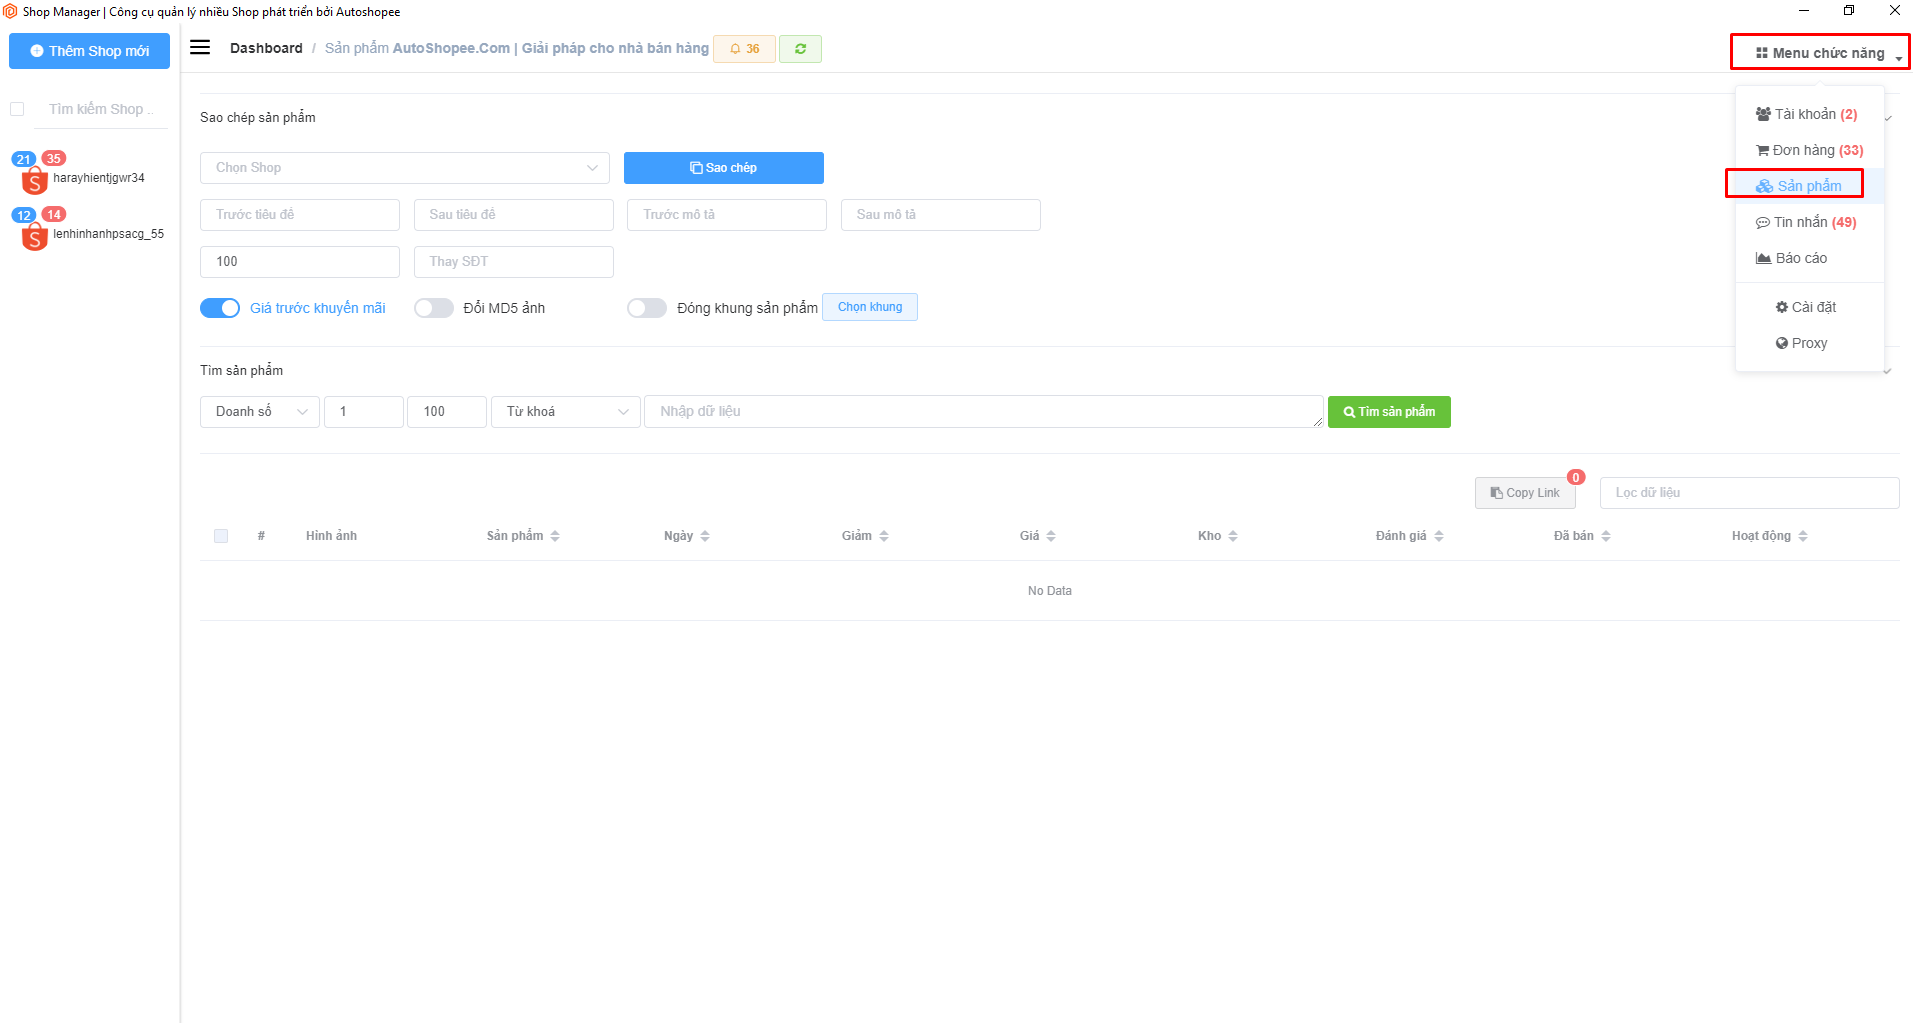 Shop Manager | Công cụ quản lý nhiều Shop phát triển bởi Autoshopee
Thêm Shop mới
Dashboard / Sản phẩm AutoShopee.Com | Giải pháp cho nhà bán hàng 36
Menu chức năng
Tìm kiếm Shop ..
21 35
harayhientjgwr34
12 14
lenhinhanhpsacg_55
Tài khoản (2)
Đơn hàng (33)
Sản phẩm
Tin nhắn (49)
Báo cáo
Cài đặt
Proxy
Sao chép sản phẩm
Chọn Shop
Sao chép
Trước tiêu đề Sau tiêu đề Trước mô tả Sau mô tả
100 Thay SĐT
Giá trước khuyến mãi Đổi MD5 ảnh Đóng khung sản phẩm Chọn khung
Tìm sản phẩm
Doanh số 1 100 Từ khoá Nhập dữ liệu Tìm sản phẩm
Copy Link 0 Lọc dữ liệu
# Hình ảnh Sản phẩm Ngày Giảm Giá Kho Đánh giá Đã bán Hoạt động
No Data